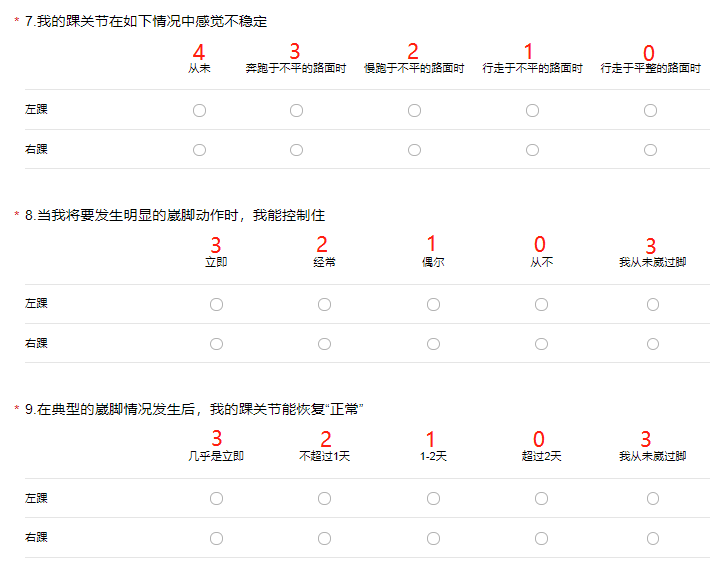 * 7.我的踝关节在如下情况中感觉不稳定
4 3 2 1 0
从未 奔跑于不平的路面时 慢跑于不平的路面时 行走于不平的路面时 行走于平整的路面时
左踝
右踝
* 8.当我将要发生明显的崴脚动作时，我能控制住
3 2 1 0 3
立即 经常 偶尔 从不 我从未崴过脚
左踝
右踝
* 9.在典型的崴脚情况发生后，我的踝关节能恢复“正常”
3 2 1 0 3
几乎是立即 不超过1天 1-2天 超过2天 我从未崴过脚
左踝
右踝